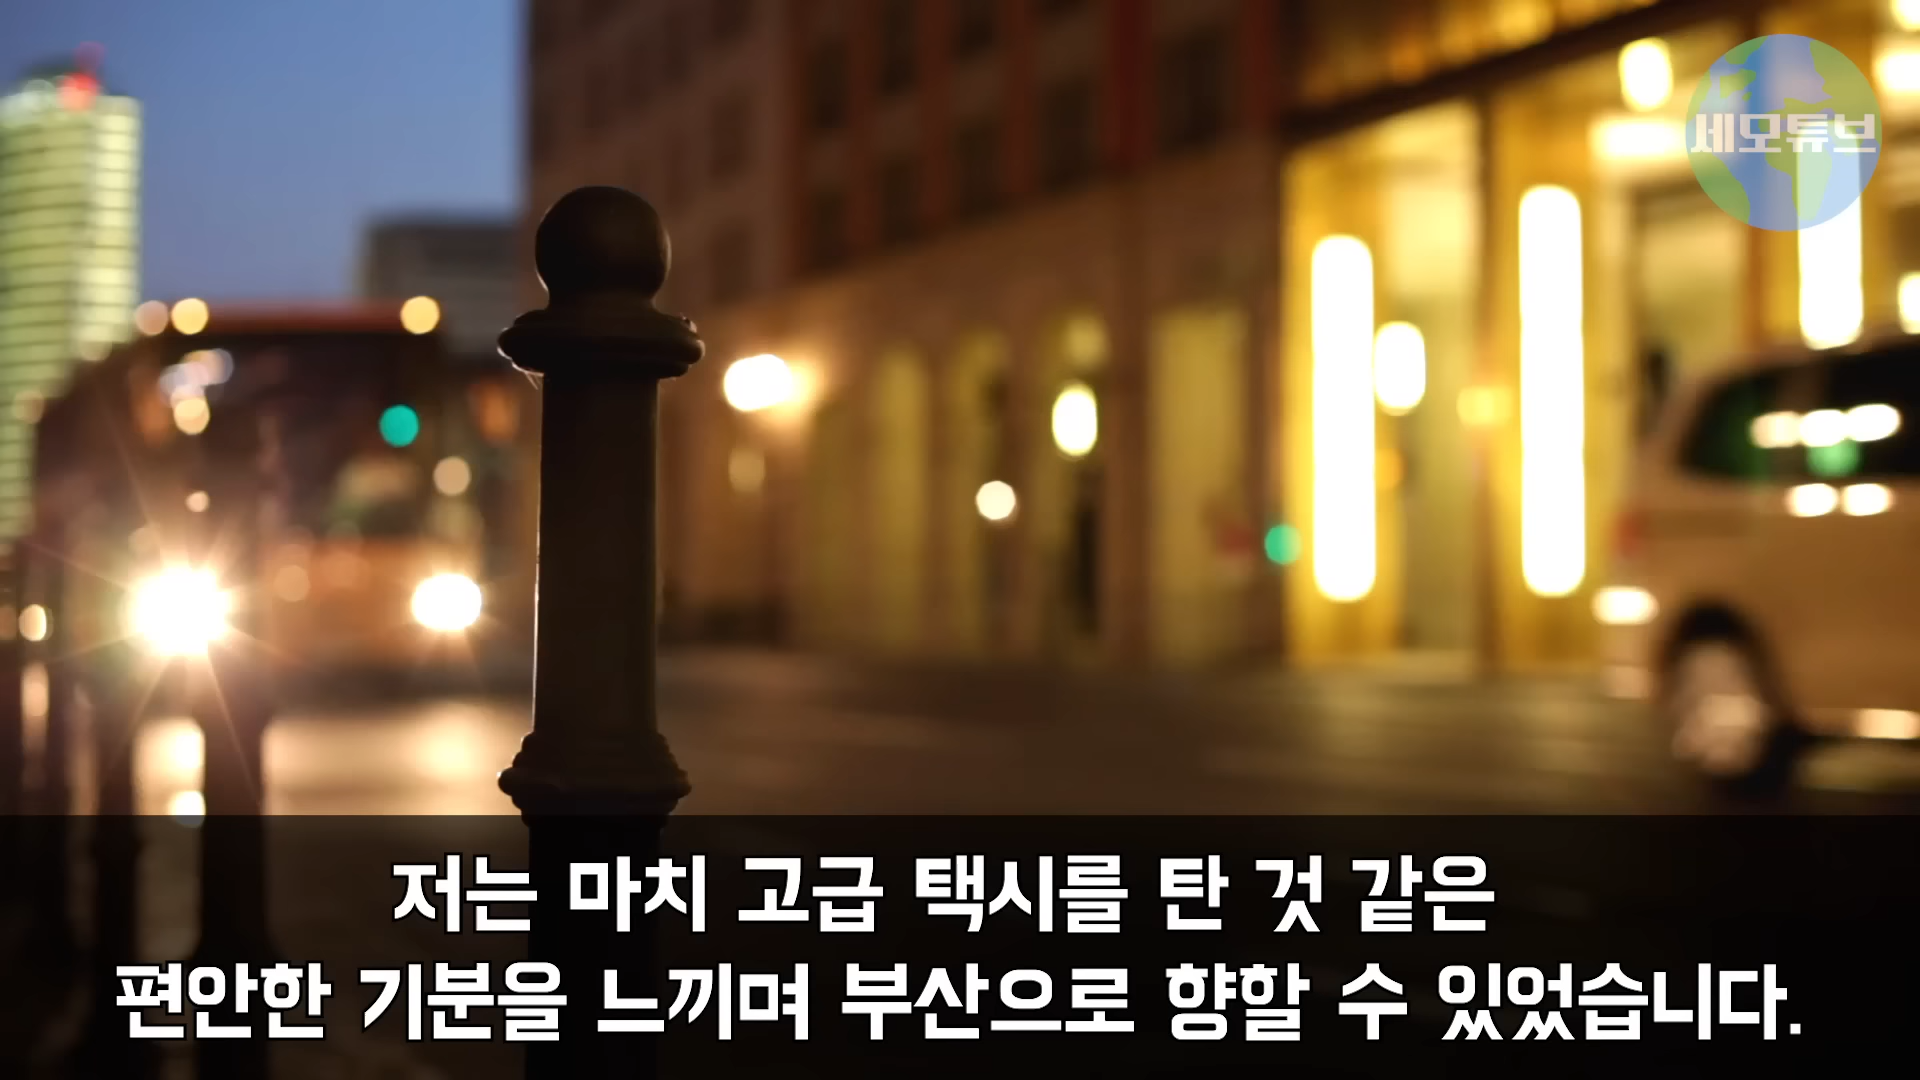 세모튜브
저는 마치 고급 택시를 탄 것 같은
편안한 기분을 느끼며 부산으로 향할 수 있었습니다.